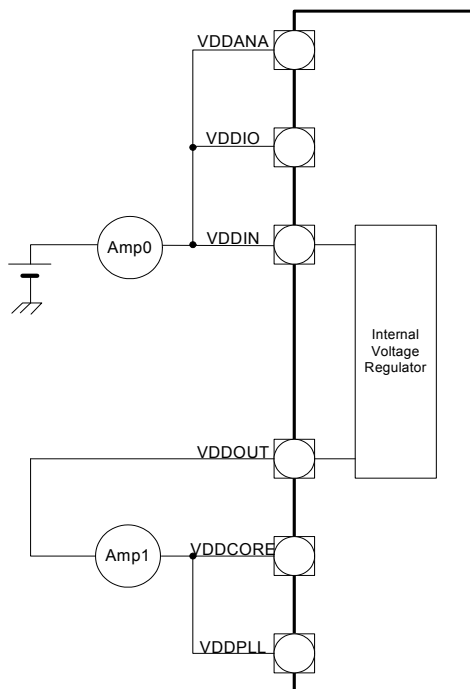 VDDANA
VDDIO
VDDIN
Amp0
Internal
Voltage
Regulator
VDDOUT
Amp1
VDDCORE
VDDPLL